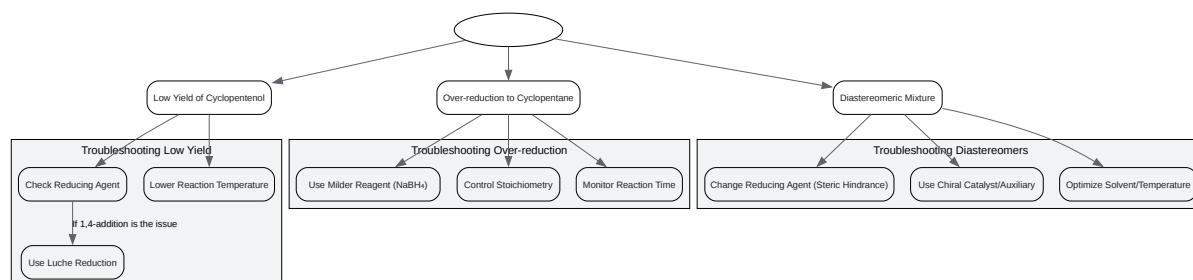 Low Yield of Cyclopentenol
Over-reduction to Cyclopentane
Diastereomeric Mixture
Troubleshooting Low Yield
Troubleshooting Over-reduction
Troubleshooting Diastereomers
Check Reducing Agent
Lower Reaction Temperature
Use Milder Reagent (NaBH₄)
Control Stoichiometry
Monitor Reaction Time
Change Reducing Agent (Steric Hindrance)
Use Chiral Catalyst/Auxiliary
Optimize Solvent/Temperature
If 1,4-addition is the issue
Use Luche Reduction